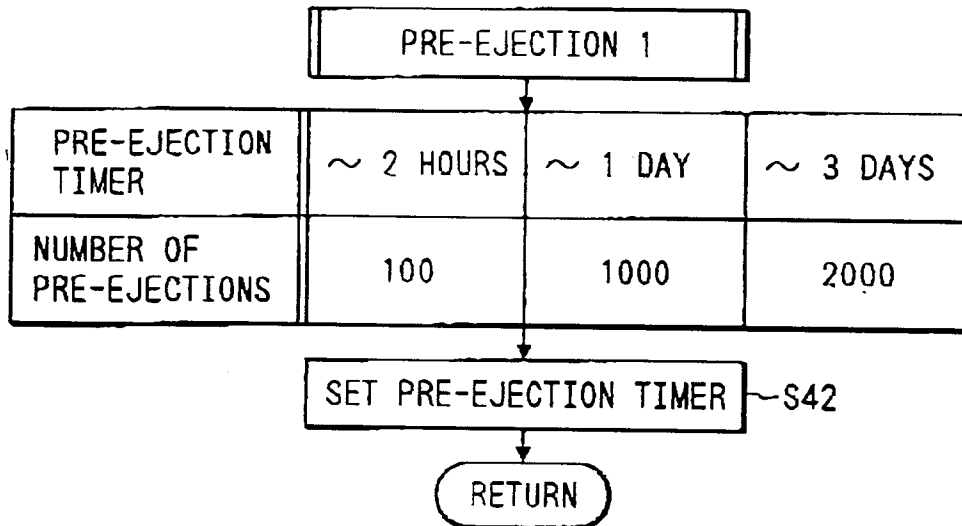 PRE-EJECTION 1
PRE-EJECTION
TIMER
~ 2 HOURS
~ 1 DAY
~ 3 DAYS
NUMBER OF
PRE-EJECTIONS
100
1000
2000
SET PRE-EJECTION TIMER
~S42
RETURN